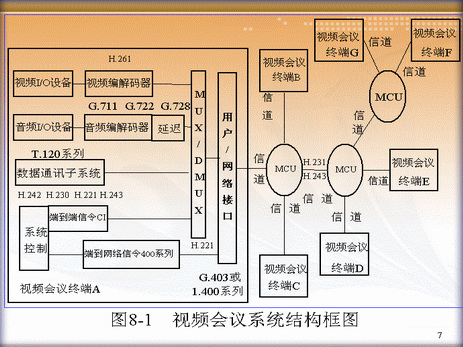 H.261
视频I/O设备
视频编解码器
G.711 G.722 G.728
音频I/O设备
音频编解码器
延迟
T.120系列
数据通讯子系统
H.242 H.230 H.221 H.243
系统控制
端到端信令CI
端到网络信令400系列
MUX/DMUX
H.221
用户/网络接口
G.403或
1.400系列
视频会议终端A
视频会议
终端B
信道
信道
MCU
H.231
H.243
MCU
信道
信道
信道
视频会议
终端C
视频会议
终端D
信道
视频会议
终端E
信道
MCU
信道
信道
视频会议
终端G
视频会议
终端F
图8-1 视频会议系统结构框图
7